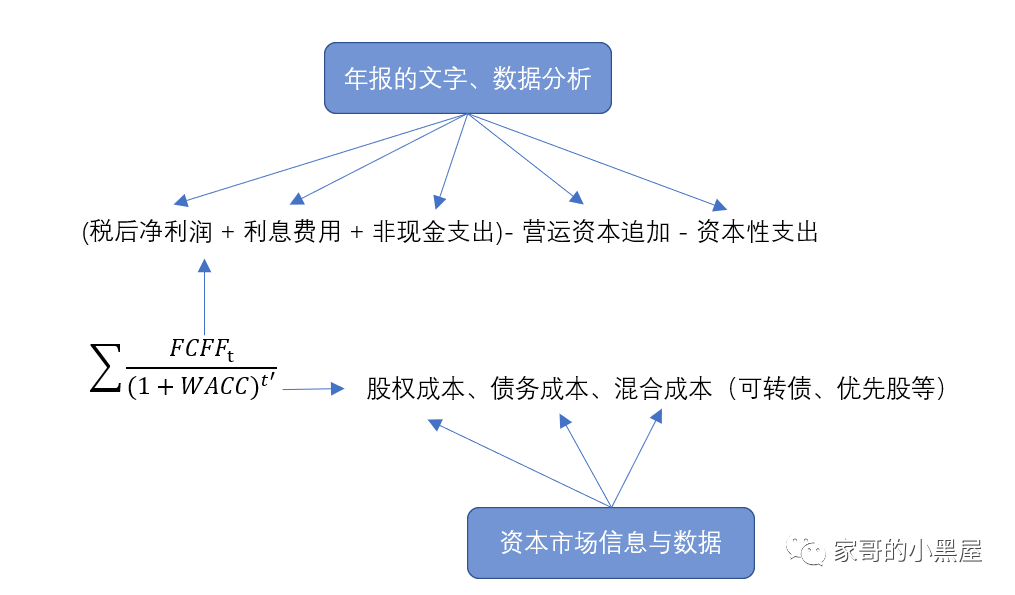 年报的文字、数据分析
(税后净利润 + 利息费用 + 非现金支出)- 营运资本追加 - 资本性支出
∑ FCFFt / (1 + WACC)^t′
股权成本、债务成本、混合成本（可转债、优先股等）
资本市场信息与数据
家哥的小黑屋